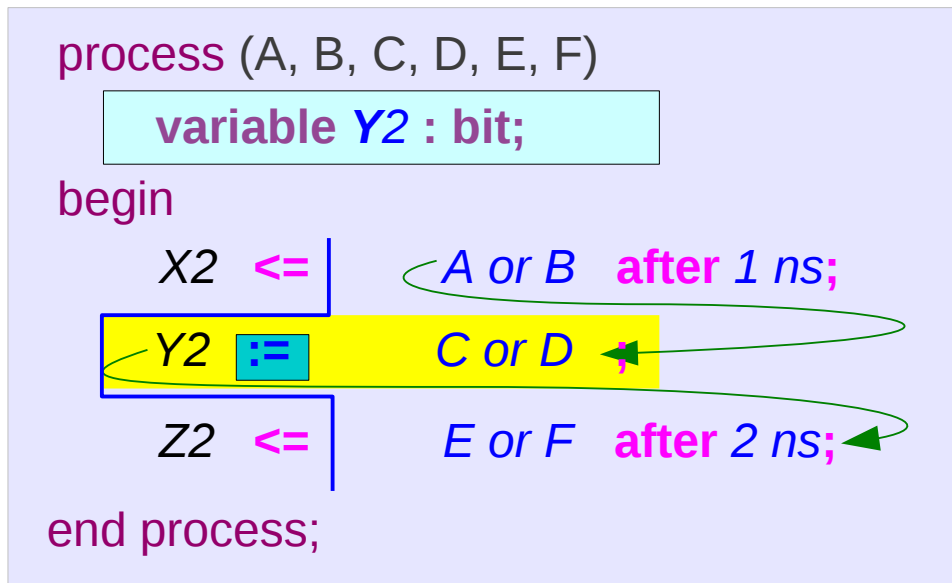 process (A, B, C, D, E, F)
variable Y2 : bit;
begin
X2 <= A or B after 1 ns;
Y2 := C or D ;
Z2 <= E or F after 2 ns;
end process;